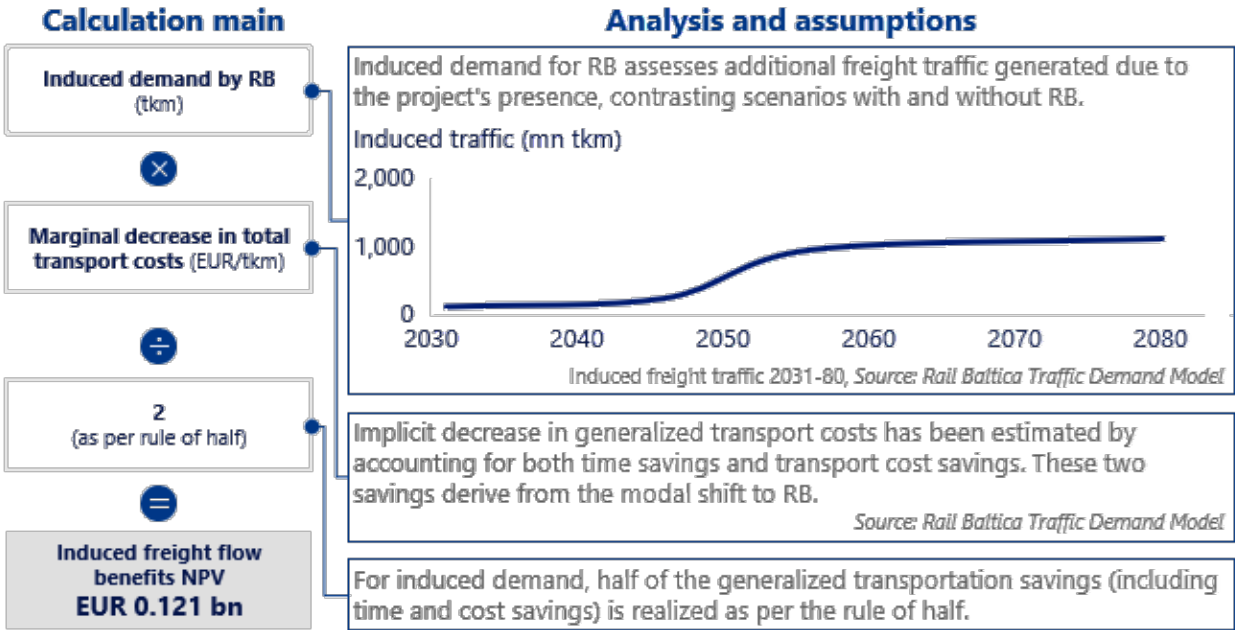 Calculation main
Analysis and assumptions
Induced demand by RB
(tkm)
×
Marginal decrease in total
transport costs (EUR/tkm)
÷
2
(as per rule of half)
=
Induced freight flow
benefits NPV
EUR 0.121 bn
Induced demand for RB assesses additional freight traffic generated due to
the project's presence, contrasting scenarios with and without RB.
Induced traffic (mn tkm)
2,000
1,000
0
2030 2040 2050 2060 2070 2080
Induced freight traffic 2031-80, Source: Rail Baltica Traffic Demand Model
Implicit decrease in generalized transport costs has been estimated by
accounting for both time savings and transport cost savings. These two
savings derive from the modal shift to RB.
Source: Rail Baltica Traffic Demand Model
For induced demand, half of the generalized transportation savings (including
time and cost savings) is realized as per the rule of half.